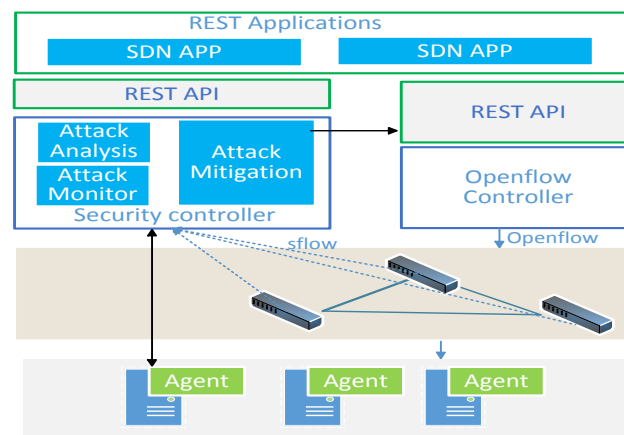 REST Applications
SDN APP
SDN APP
REST API
REST API
Attack
Analysis
Attack
Monitor
Attack
Mitigation
Security controller
Openflow
Controller
sflow
Openflow
Agent
Agent
Agent